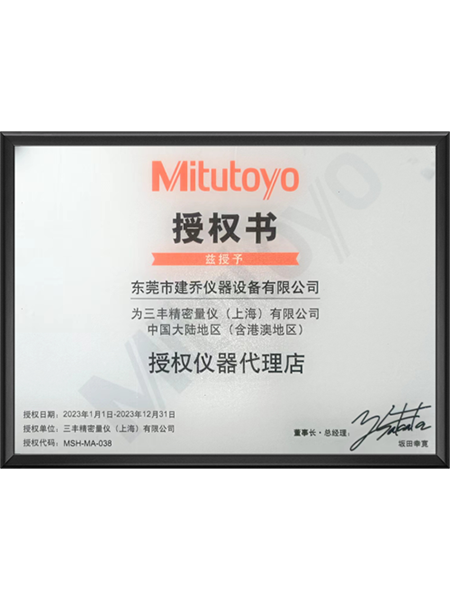 Mitutoyo
授权书
兹授予
东莞市建乔仪器设备有限公司
为三丰精密量仪（上海）有限公司
中国大陆地区（含港澳地区）
授权仪器代理店
授权日期：2023年1月1日-2023年12月31日
授权单位：三丰精密量仪（上海）有限公司
授权代码：MSH-MA-038
董事长·总经理：
坂田幸寛